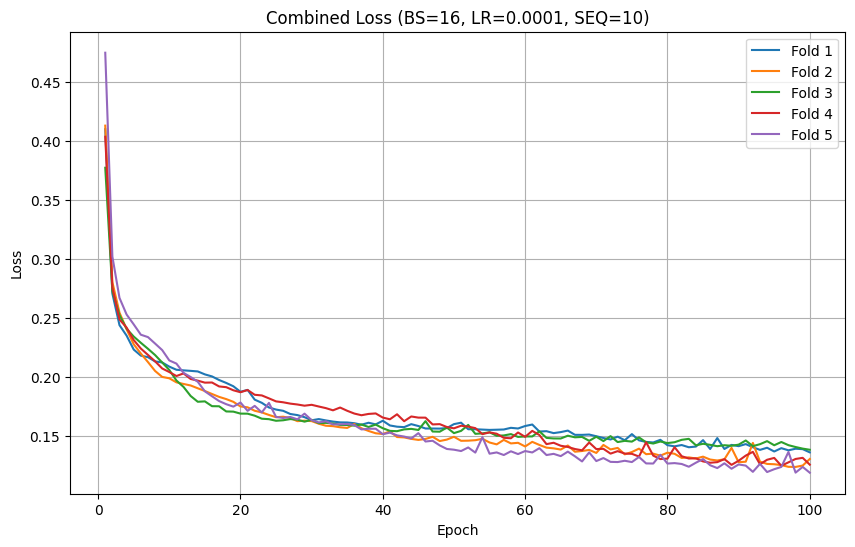 Combined Loss (BS=16, LR=0.0001, SEQ=10)
Fold 1
Fold 2
Fold 3
Fold 4
Fold 5
0.45
0.40
0.35
0.30
0.25
0.20
0.15
Loss
0 20 40 60 80 100
Epoch